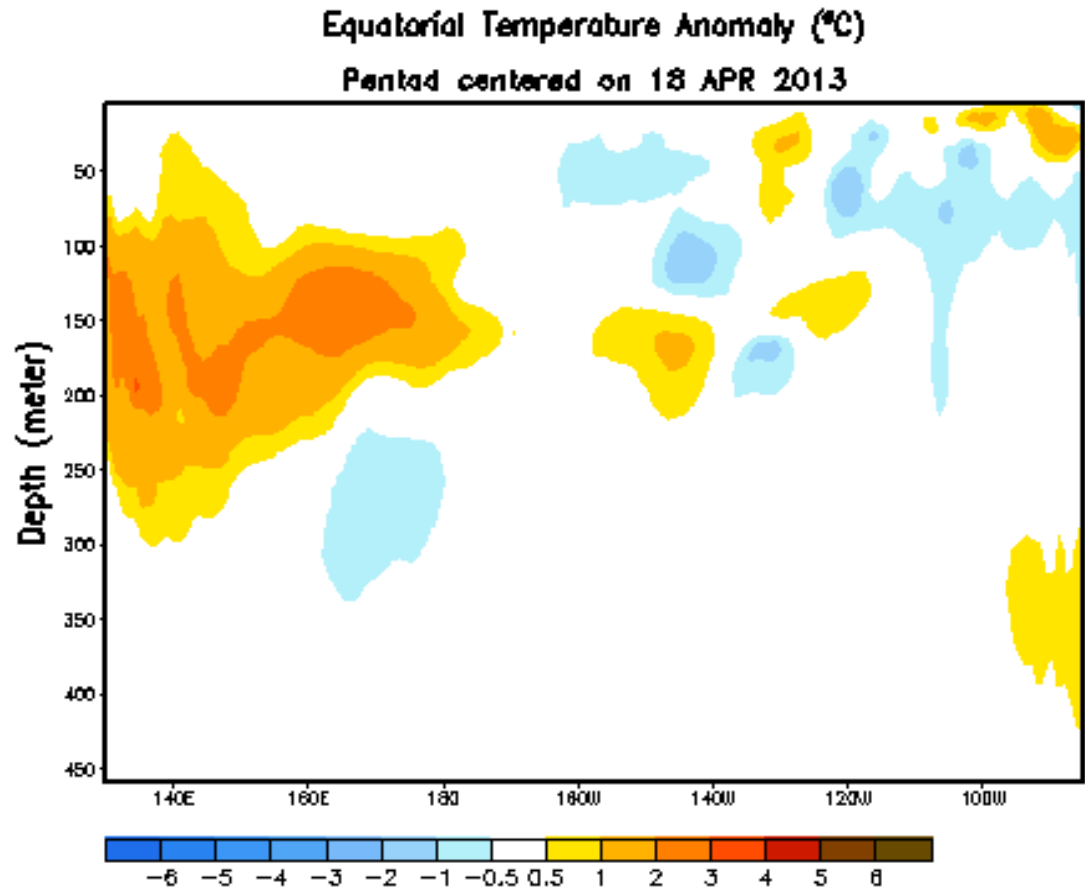 Equatorial Temperature Anomaly (°C)
Pentad centered on 18 APR 2013
Depth (meter)
50
100
150
200
250
300
350
400
450
140E 160E 180 160W 140W 120W 100W
-6 -5 -4 -3 -2 -1 -0.5 0.5 1 2 3 4 5 6